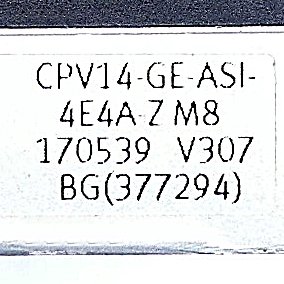 CPV14-GE-ASI-
4E4A-Z M8
170539 V307
BG(377294)